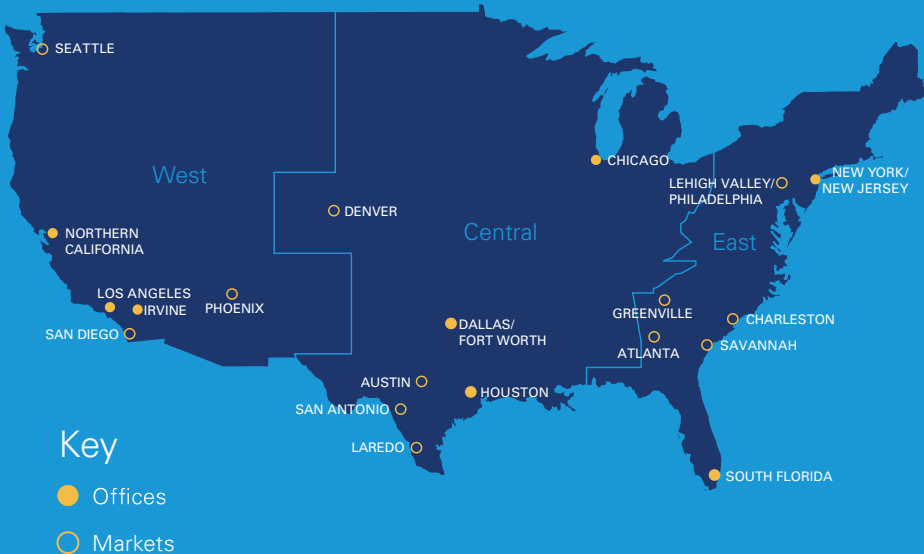 SEATTLE
West
CHICAGO
LEHIGH VALLEY/
PHILADELPHIA
NEW YORK/
NEW JERSEY
DENVER
Central
East
NORTHERN
CALIFORNIA
LOS ANGELES
IRVINE
PHOENIX
SAN DIEGO
GREENVILLE
CHARLESTON
DALLAS/
FORT WORTH
ATLANTA
SAVANNAH
AUSTIN
HOUSTON
SAN ANTONIO
LAREDO
SOUTH FLORIDA
Key
Offices
Markets